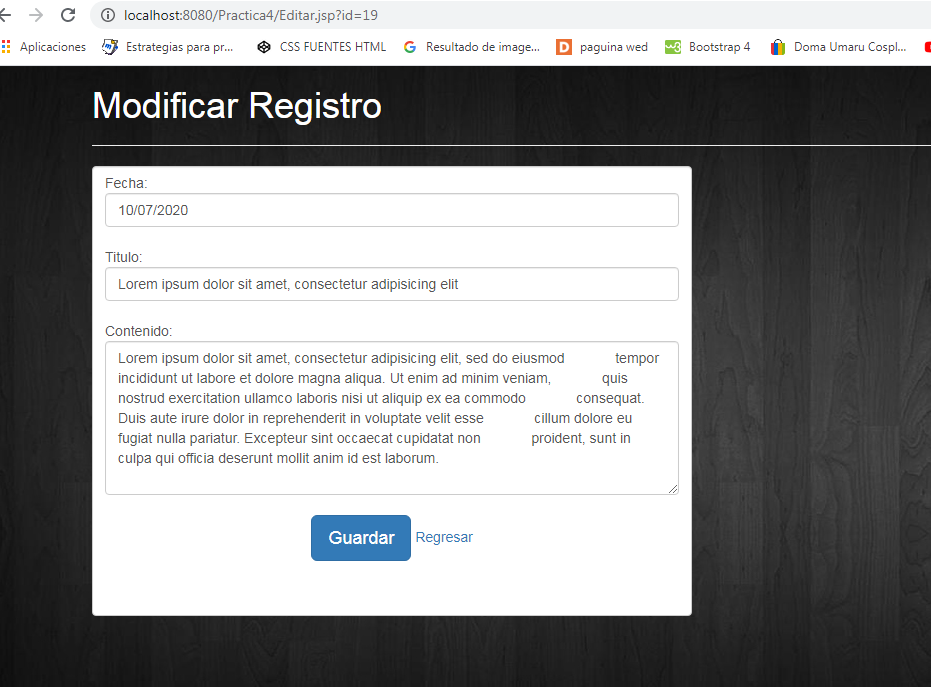 localhost:8080/Practica4/Editar.jsp?id=19
Aplicaciones Estrategias para pr... CSS FUENTES HTML Resultado de image... paguina wed Bootstrap 4 Doma Umaru Cospl...
Modificar Registro
Fecha:
10/07/2020
Titulo:
Lorem ipsum dolor sit amet, consectetur adipisicing elit
Contenido:
Lorem ipsum dolor sit amet, consectetur adipisicing elit, sed do eiusmod tempor
incididunt ut labore et dolore magna aliqua. Ut enim ad minim veniam, quis
nostrud exercitation ullamco laboris nisi ut aliquip ex ea commodo consequat.
Duis aute irure dolor in reprehenderit in voluptate velit esse cillum dolore eu
fugiat nulla pariatur. Excepteur sint occaecat cupidatat non proident, sunt in
culpa qui officia deserunt mollit anim id est laborum.
Guardar Regresar